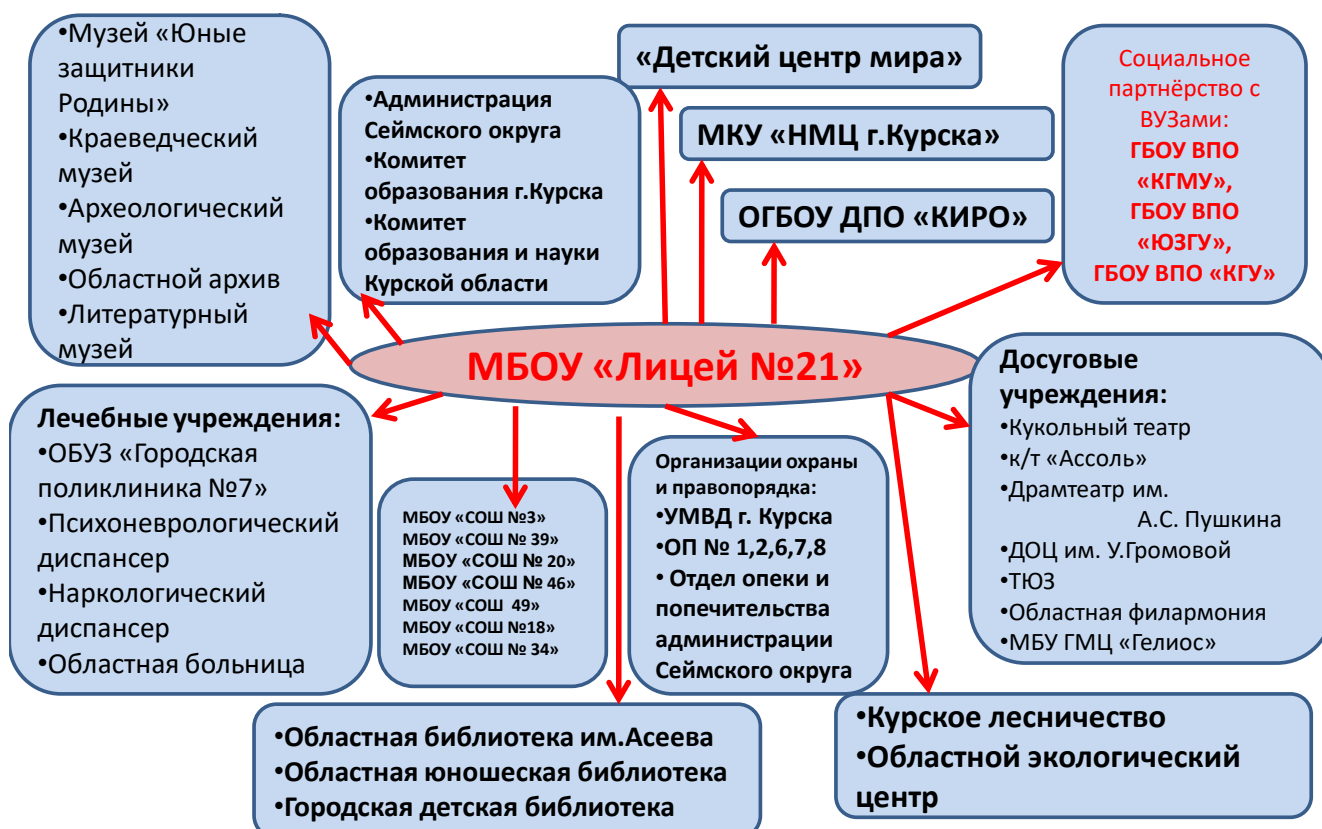 •Музей «Юные
защитники
Родины»
•Краеведческий
музей
•Археологический
музей
•Областной архив
•Литературный
музей
•Администрация
Сеймского округа
•Комитет
образования г.Курска
•Комитет
образования и науки
Курской области
«Детский центр мира»
МКУ «НМЦ г.Курска»
ОГБОУ ДПО «КИРО»
Социальное
партнёрство с
ВУЗами:
ГБОУ ВПО
«КГМУ»,
ГБОУ ВПО
«ЮЗГУ»,
ГБОУ ВПО «КГУ»
МБОУ «Лицей №21»
Лечебные учреждения:
•ОБУЗ «Городская
поликлиника №7»
•Психоневрологический
диспансер
•Наркологический
диспансер
•Областная больница
МБОУ «СОШ №3»
МБОУ «СОШ № 39»
МБОУ «СОШ № 20»
МБОУ «СОШ № 46»
МБОУ «СОШ 49»
МБОУ «СОШ №18»
МБОУ «СОШ № 34»
Организации охраны
и правопорядка:
•УМВД г. Курска
•ОП № 1,2,6,7,8
• Отдел опеки и
попечительства
администрации
Сеймского округа
Досуговые
учреждения:
•Кукольный театр
•к/т «Ассоль»
•Драмтеатр им.
А.С. Пушкина
•ДОЦ им. У.Громовой
•ТЮЗ
•Областная филармония
•МБУ ГМЦ «Гелиос»
•Областная библиотека им.Асеева
•Областная юношеская библиотека
•Городская детская библиотека
•Курское лесничество
•Областной экологический
центр